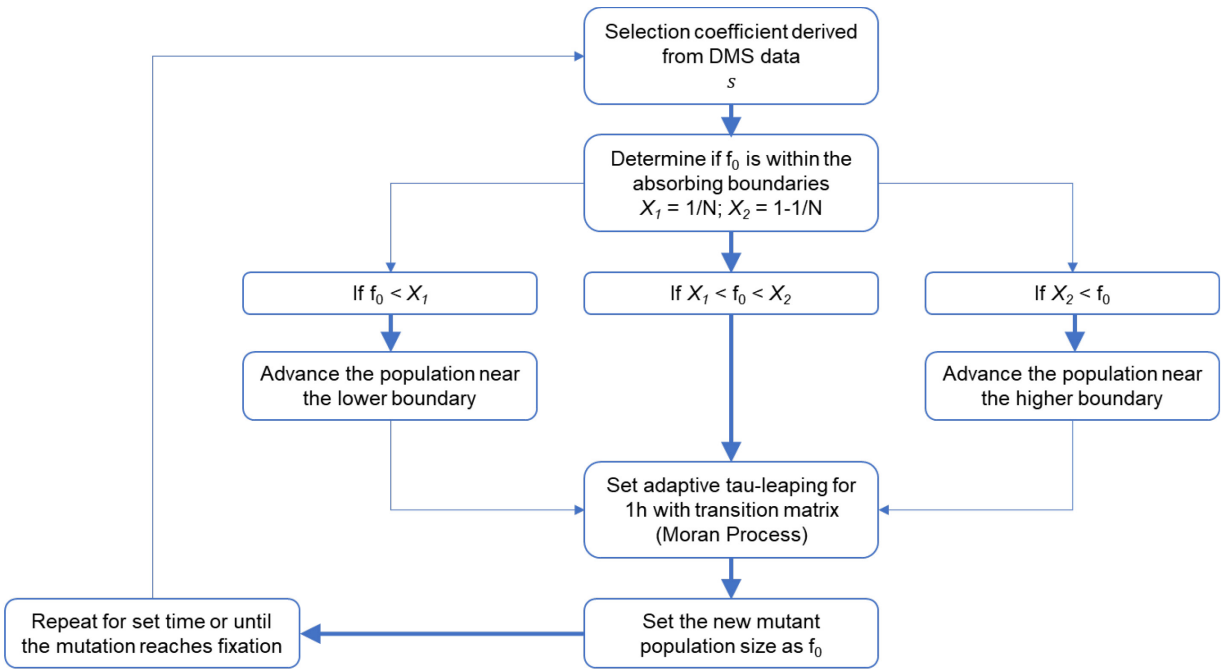 Selection coefficient derived
from DMS data
s
Determine if f₀ is within the
absorbing boundaries
X₁ = 1/N; X₂ = 1-1/N
If f₀ < X₁
If X₁ < f₀ < X₂
If X₂ < f₀
Advance the population near
the lower boundary
Advance the population near
the higher boundary
Set adaptive tau-leaping for
1h with transition matrix
(Moran Process)
Set the new mutant
population size as f₀
Repeat for set time or until
the mutation reaches fixation